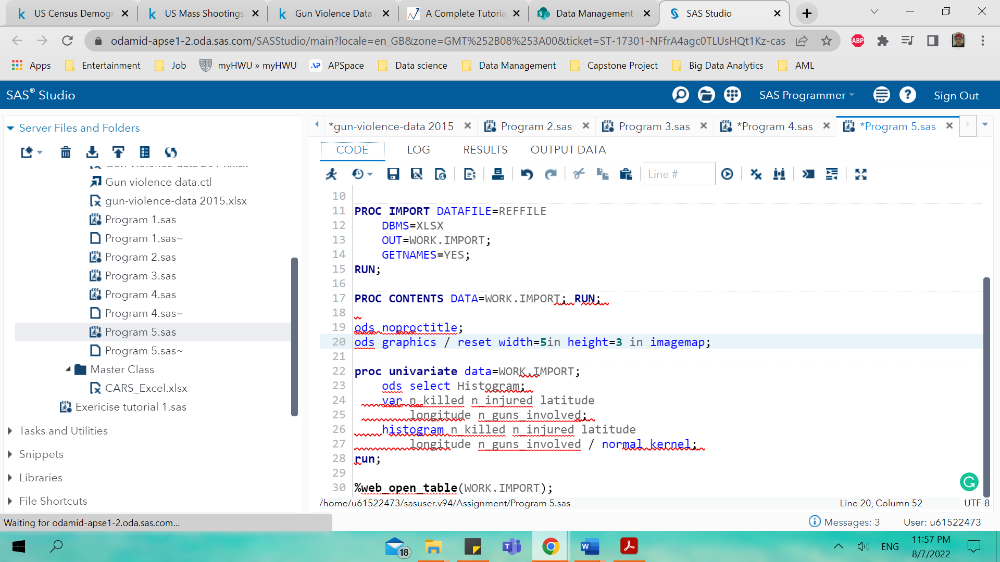 US Census Demogr
US Mass Shootings
Gun Violence Data
A Complete Tutoria
Data Management
SAS Studio
odamid-apse1-2.oda.sas.com/SASStudio/main?locale=en_GB&zone=GMT%252B08%253A00&ticket=ST-17301-NFfrA4agc0TLUsHQt1Kz-cas
ABP
Apps
Entertainment
Job
myHWU » myHWU
APSpace
Data science
Data Management
Capstone Project
Big Data Analytics
AML
SAS® Studio
SAS Programmer
Sign Out
Server Files and Folders
Gun violence data.ctl
gun-violence-data 2015.xlsx
Program 1.sas
Program 1.sas~
Program 2.sas
Program 3.sas
Program 4.sas
Program 4.sas~
Program 5.sas
Program 5.sas~
Master Class
CARS_Excel.xlsx
Exericise tutorial 1.sas
Tasks and Utilities
Snippets
Libraries
File Shortcuts
*gun-violence-data 2015
Program 2.sas
Program 3.sas
*Program 4.sas
*Program 5.sas
CODE
LOG
RESULTS
OUTPUT DATA
Line #
10
11 PROC IMPORT DATAFILE=REFFILE
12 DBMS=XLSX
13 OUT=WORK.IMPORT;
14 GETNAMES=YES;
15 RUN;
16
17 PROC CONTENTS DATA=WORK.IMPORT; RUN;
18
19 ods noproctitle;
20 ods graphics / reset width=5in height=3 in imagemap;
21
22 proc univariate data=WORK.IMPORT;
23 ods select Histogram;
24 var n_killed n_injured latitude
25 longitude n_guns_involved;
26 histogram n_killed n_injured latitude
27 longitude n_guns_involved / normal kernel;
28 run;
29
30 %web_open_table(WORK.IMPORT);
/home/u61522473/sasuser.v94/Assignment/Program 5.sas
Line 20, Column 52
UTF-8
Waiting for odamid-apse1-2.oda.sas.com...
Messages: 3
User: u61522473
18
ENG
11:57 PM
8/7/2022